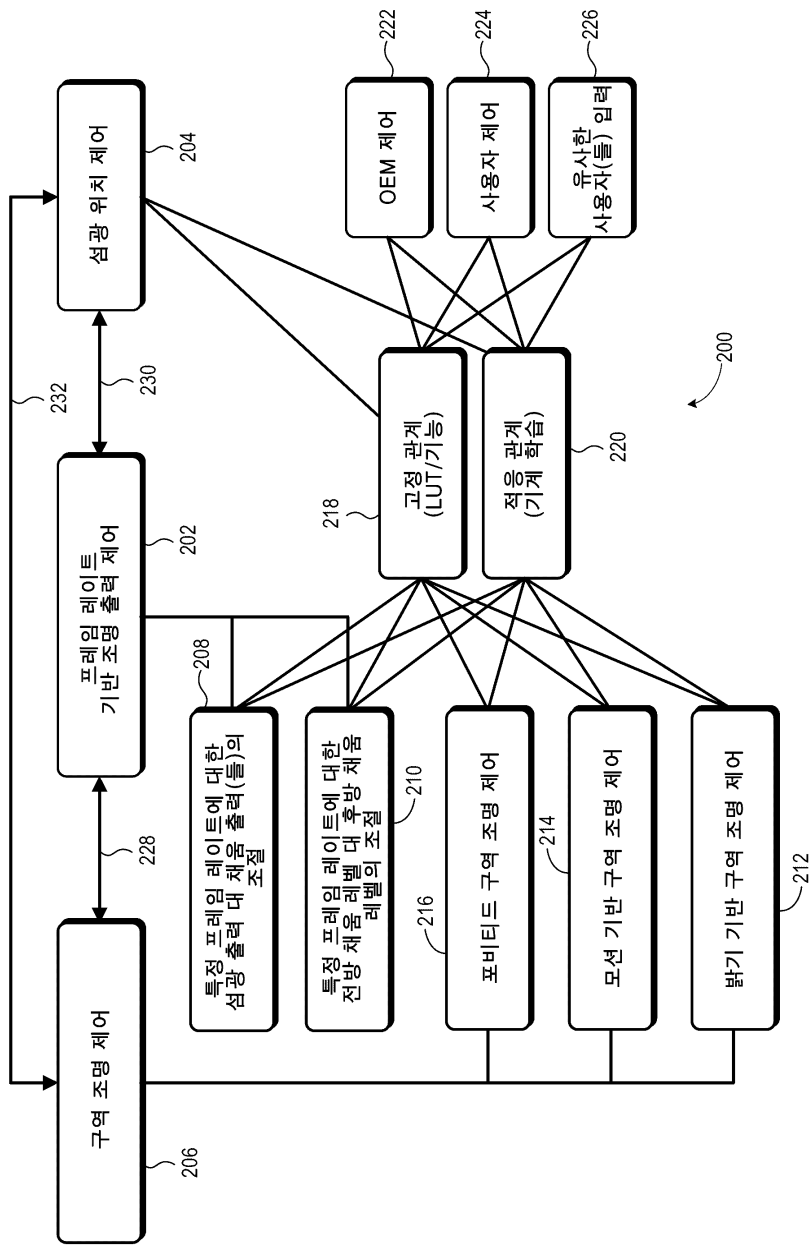 232
구역 조명 제어
206
228
프레임 레이트
기반 조명 출력 제어
202
230
섬광 위치 제어
204
특정 프레임 레이트에 대한
섬광 출력 대 채움 출력(들)의
조절
208
특정 프레임 레이트에 대한
전방 채움 레벨 대 후방 채움
레벨의 조절
210
포비티드 구역 조명 제어
216
모션 기반 구역 조명 제어
214
밝기 기반 구역 조명 제어
212
고정 관계
(LUT/기능)
218
적응 관계
(기계 학습)
220
OEM 제어
222
사용자 제어
224
유사한
사용자(들) 입력
226
200